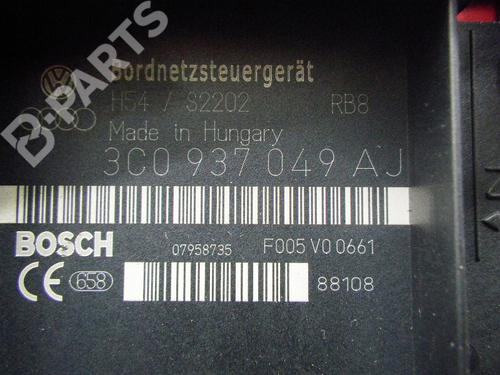 Bordnetzsteuergerät
H54 / S2202 RB8
Made in Hungary
3C0 937 049 AJ
BOSCH 07958735 F005 V0 0661
CE 658 88108
B-PARTS